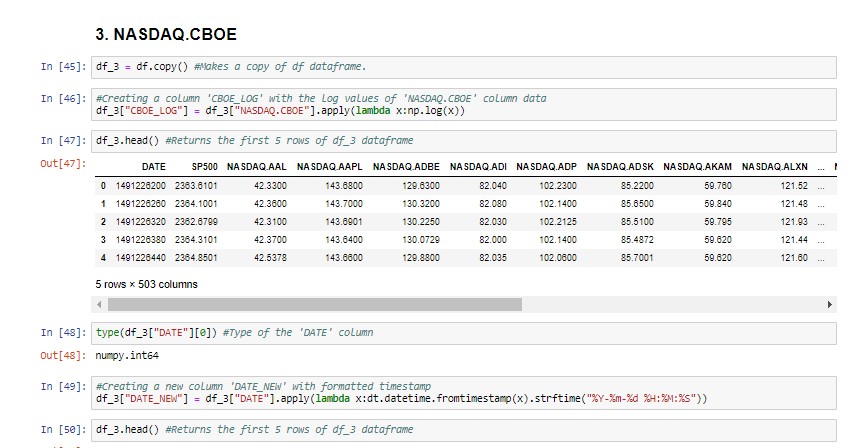 3. NASDAQ.CBOE
In [45]: df_3 = df.copy() #Makes a copy of df dataframe.
In [46]: #Creating a column 'CBOE_LOG' with the log values of 'NASDAQ.CBOE' column data
df_3["CBOE_LOG"] = df_3["NASDAQ.CBOE"].apply(lambda x:np.log(x))
In [47]: df_3.head() #Returns the first 5 rows of df_3 dataframe
Out[47]:
DATE SP500 NASDAQ.AAL NASDAQ.AAPL NASDAQ.ADBE NASDAQ.ADI NASDAQ.ADP NASDAQ.ADSK NASDAQ.AKAM NASDAQ.ALXN ...
0 1491226200 2363.6101 42.3300 143.6800 129.6300 82.040 102.2300 85.2200 59.760 121.52 ...
1 1491226260 2364.1001 42.3600 143.7000 130.3200 82.080 102.1400 85.6500 59.840 121.48 ...
2 1491226320 2362.6799 42.3100 143.6901 130.2250 82.030 102.2125 85.5100 59.795 121.93 ...
3 1491226380 2364.3101 42.3700 143.6400 130.0729 82.000 102.1400 85.4872 59.620 121.44 ...
4 1491226440 2364.8501 42.5378 143.6600 129.8800 82.035 102.0600 85.7001 59.620 121.60 ...
5 rows × 503 columns
In [48]: type(df_3["DATE"][0]) #Type of the 'DATE' column
Out[48]: numpy.int64
In [49]: #Creating a new column 'DATE_NEW' with formatted timestamp
df_3["DATE_NEW"] = df_3["DATE"].apply(lambda x:dt.datetime.fromtimestamp(x).strftime("%Y-%m-%d %H:%M:%S"))
In [50]: df_3.head() #Returns the first 5 rows of df_3 dataframe